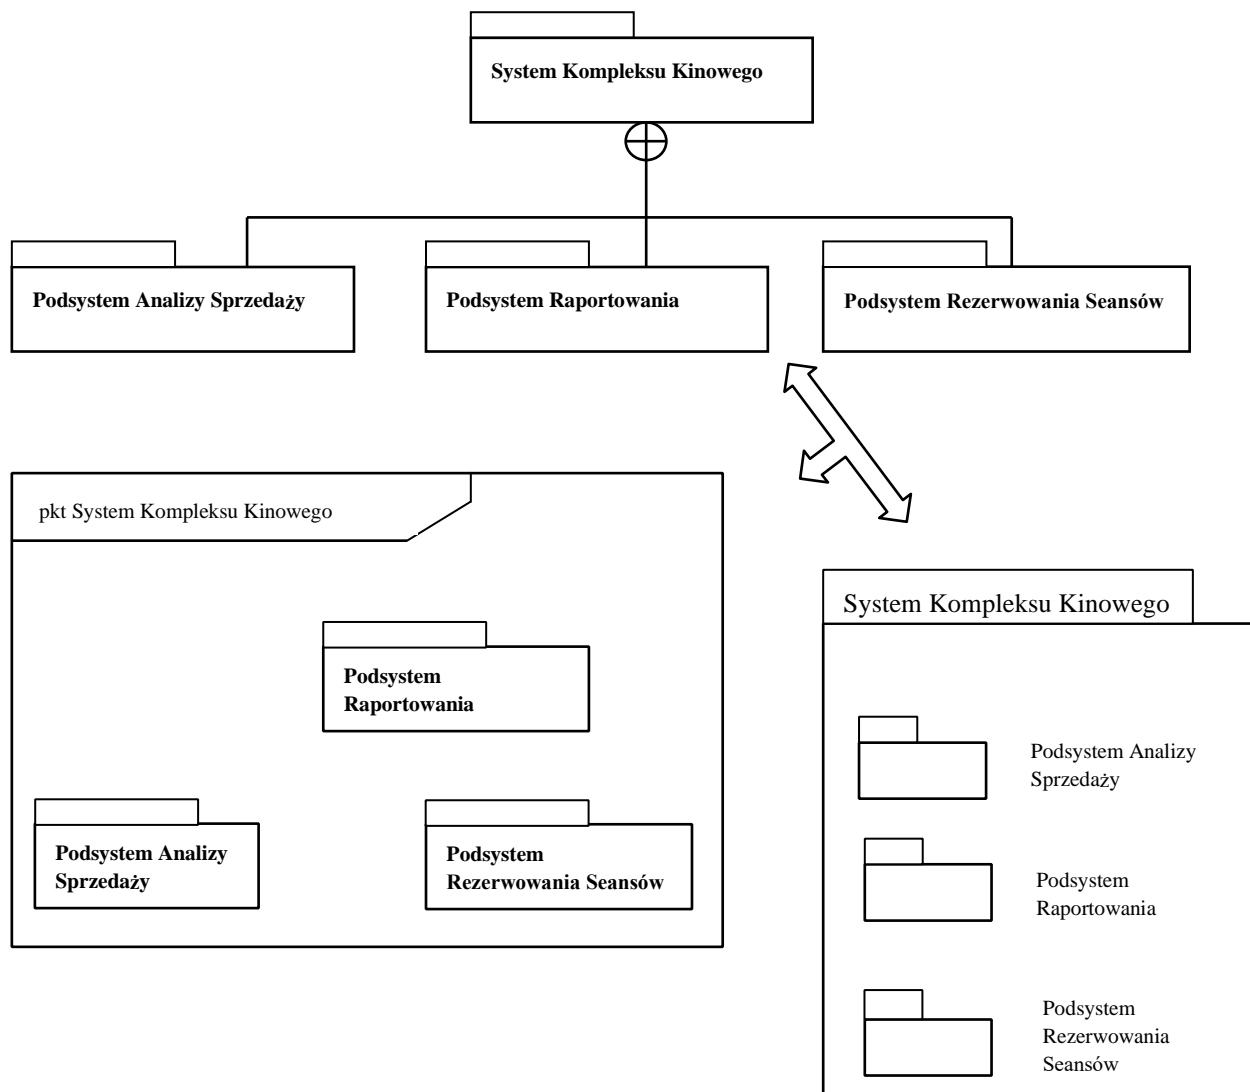 System Kompleksu Kinowego
Podsystem Analizy Sprzedaży
Podsystem Raportowania
Podsystem Rezerwowania Seansów
pkt System Kompleksu Kinowego
Podsystem
Raportowania
Podsystem Analizy
Sprzedaży
Podsystem
Rezerwowania Seansów
System Kompleksu Kinowego
Podsystem Analizy
Sprzedaży
Podsystem
Raportowania
Podsystem
Rezerwowania
Seansów